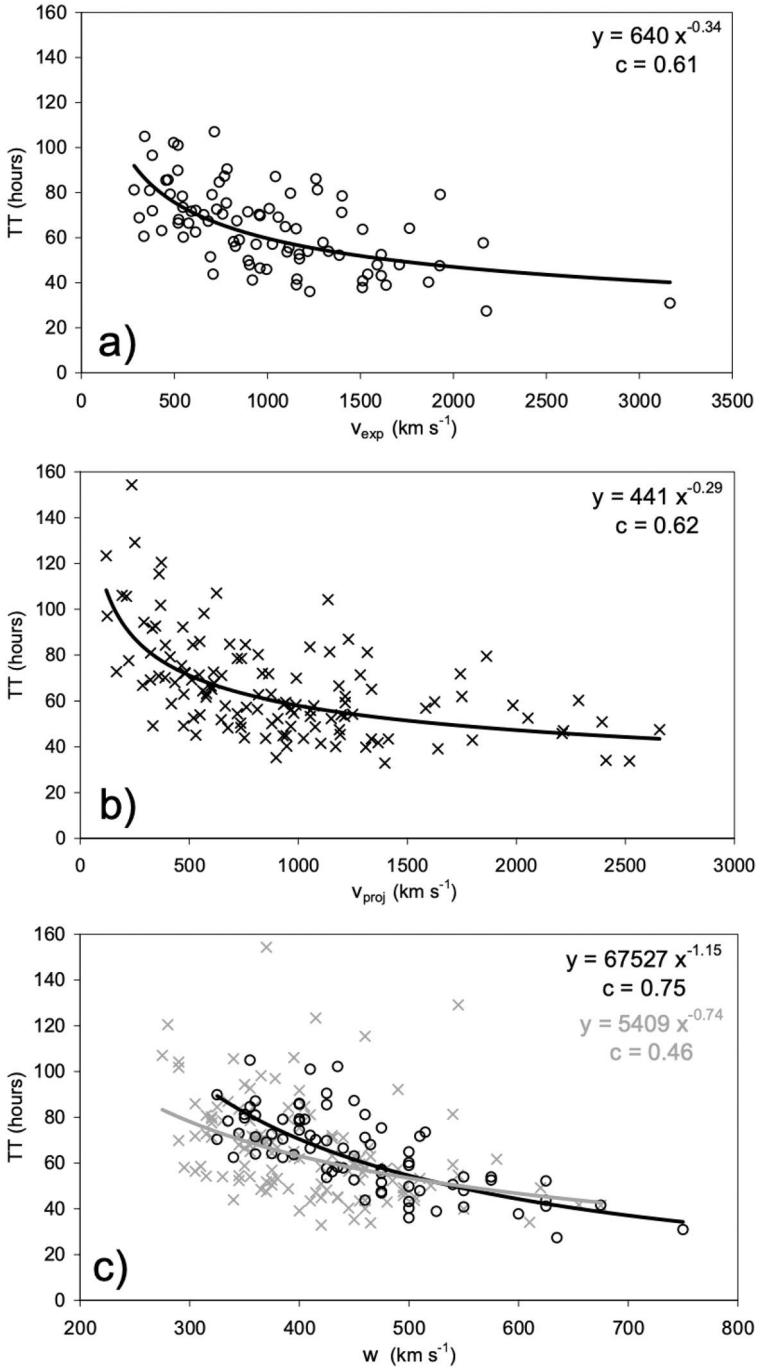 160
140
120
100
80
60
40
20
0
TT (hours)
y = 640 x^-0.34
c = 0.61
a)
0 500 1000 1500 2000 2500 3000 3500
v_exp (km s^-1)
160
140
120
100
80
60
40
20
0
TT (hours)
y = 441 x^-0.29
c = 0.62
b)
0 500 1000 1500 2000 2500 3000
v_proj (km s^-1)
160
140
120
100
80
60
40
20
0
TT (hours)
y = 67527 x^-1.15
c = 0.75
y = 5409 x^-0.74
c = 0.46
c)
200 300 400 500 600 700 800
w (km s^-1)